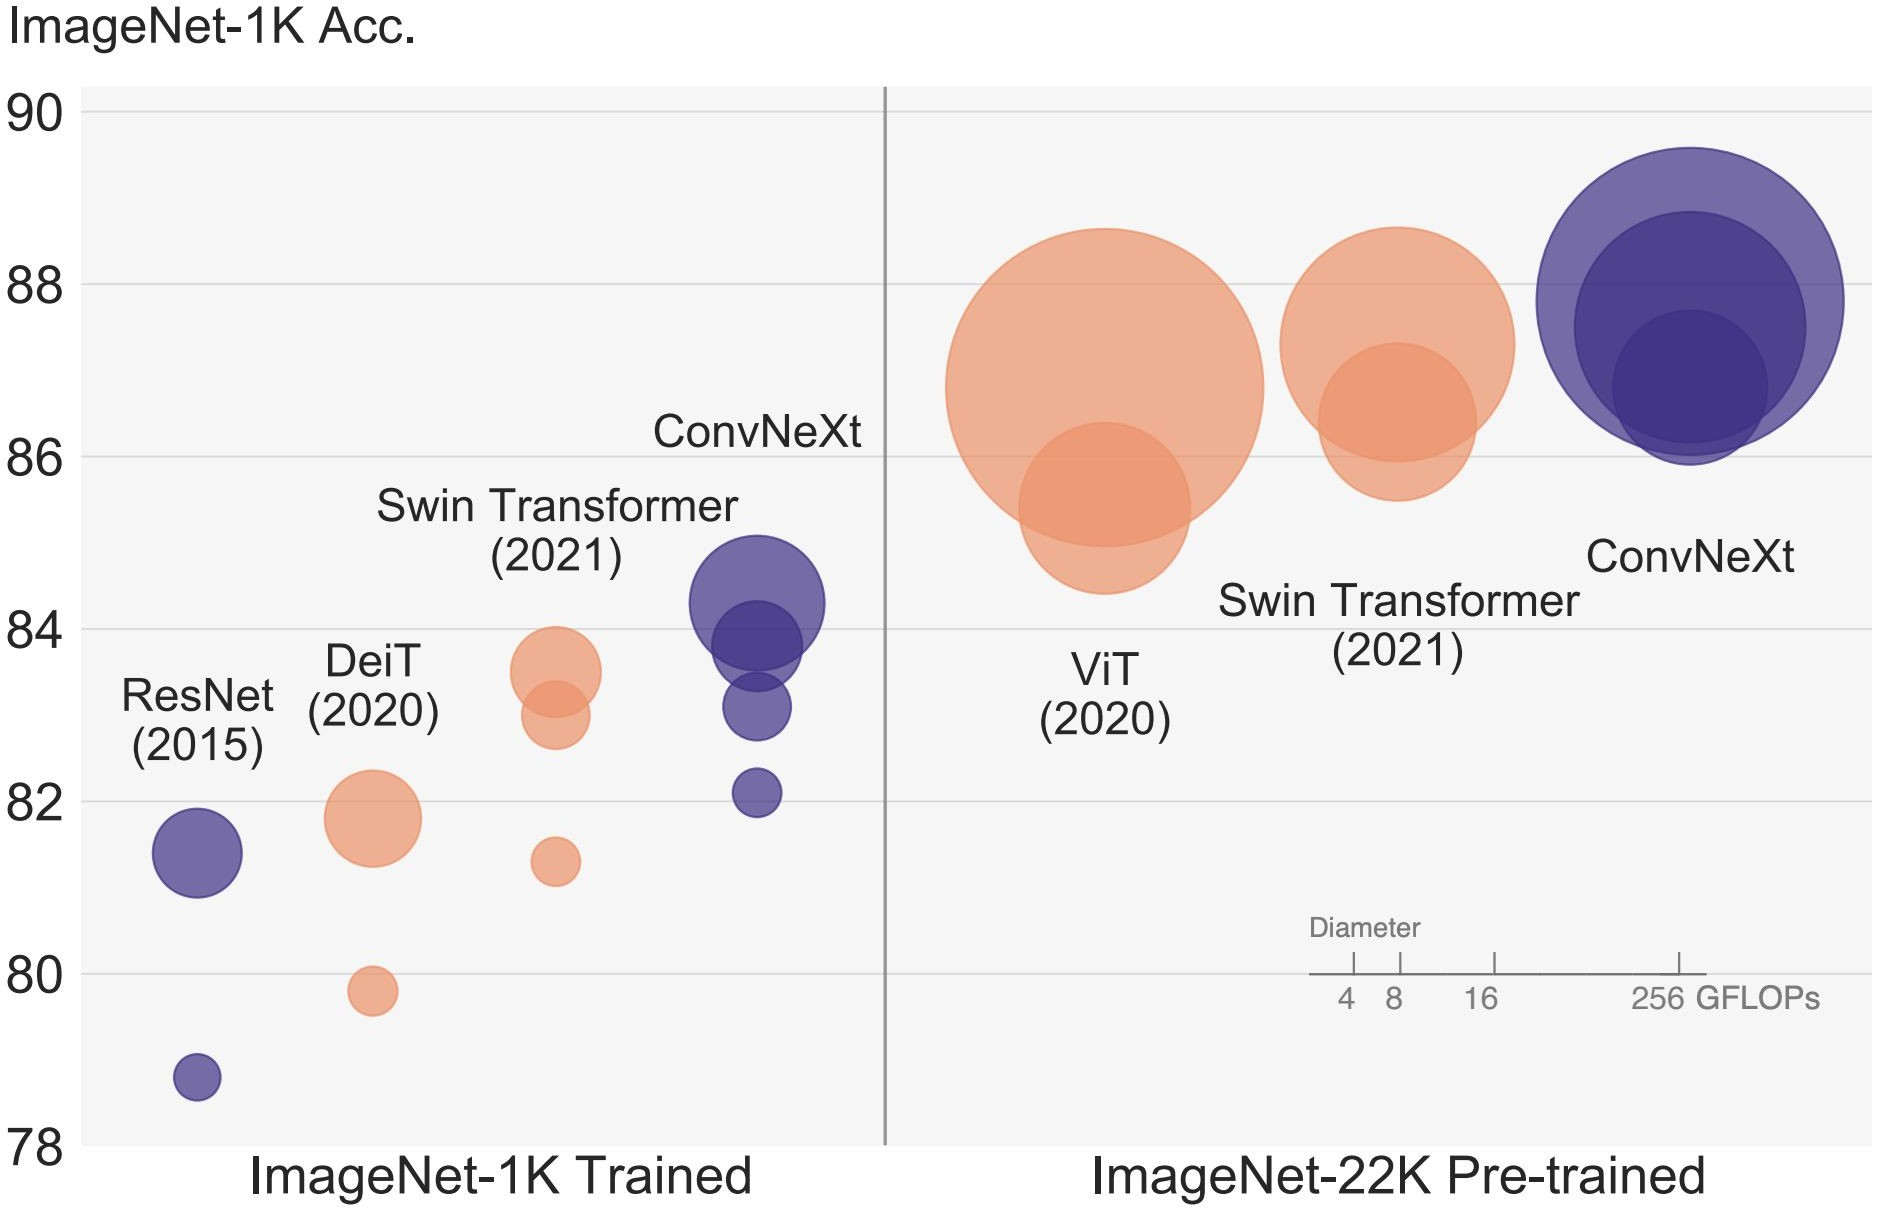 ImageNet-1K Acc.
90
88
86
84
82
80
78
ConvNeXt
Swin Transformer
(2021)
DeiT
(2020)
ResNet
(2015)
ViT
(2020)
Swin Transformer
(2021)
ConvNeXt
Diameter
4 8 16 256 GFLOPs
ImageNet-1K Trained
ImageNet-22K Pre-trained